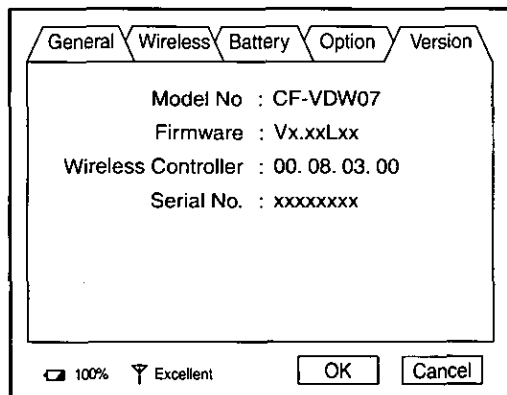 General Wireless Battery Option Version
Model No : CF-VDW07
Firmware : Vx.xxLxx
Wireless Controller : 00. 08. 03. 00
Serial No. : xxxxxxxx
100% Excellent OK Cancel